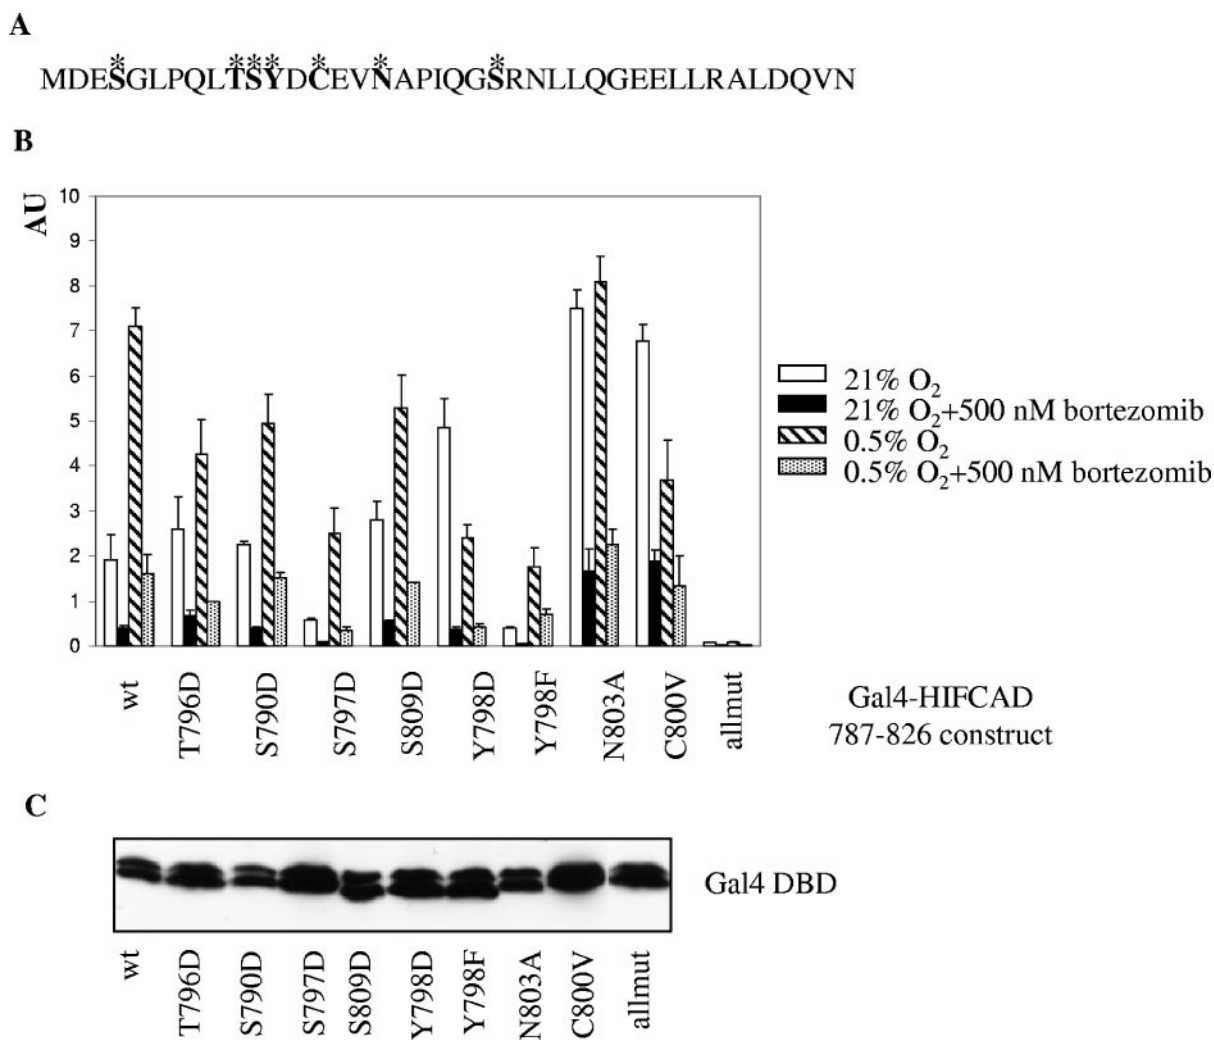 A
MDESGLPQLTSYDCEVNAPIQGSRNLLQGEELLRALDQVN
B
AU
10
9
8
7
6
5
4
3
2
1
0
21% O2
21% O2+500 nM bortezomib
0.5% O2
0.5% O2+500 nM bortezomib
wt
T796D
S790D
S797D
S809D
Y798D
Y798F
N803A
C800V
allmut
Gal4-HIFCAD
787-826 construct
C
Gal4 DBD
wt
T796D
S790D
S797D
S809D
Y798D
Y798F
N803A
C800V
allmut